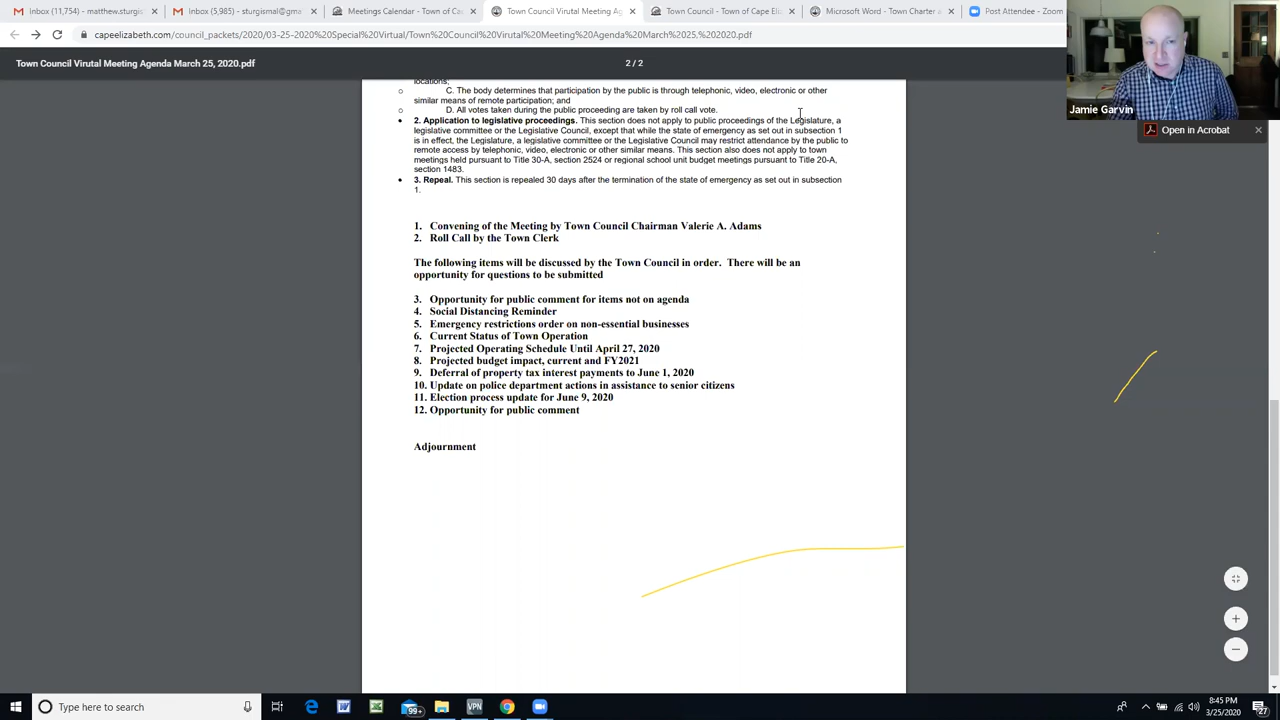 Inbox (11,754) - matthew.sturgis
Inbox (5,985) - sturgismat@gma
Meetings Calendar - Town of Cap
Town Council Virutal Meeting Ag
Town Council - Town of Cape Eliz
Microsoft Word - Town Charter a
Post Attendee - Zoom
capeelizabeth.com/council_packets/2020/03-25-2020%20Special%20Virtual/Town%20Council%20Virutal%20Meeting%20Agenda%20March%2025,%202020.pdf
Town Council Virutal Meeting Agenda March 25, 2020.pdf
2 / 2
Jamie Garvin
Open in Acrobat
locations;
o C. The body determines that participation by the public is through telephonic, video, electronic or other
similar means of remote participation; and
o D. All votes taken during the public proceeding are taken by roll call vote.
• 2. Application to legislative proceedings. This section does not apply to public proceedings of the Legislature, a
legislative committee or the Legislative Council, except that while the state of emergency as set out in subsection 1
is in effect, the Legislature, a legislative committee or the Legislative Council may restrict attendance by the public to
remote access by telephonic, video, electronic or other similar means. This section also does not apply to town
meetings held pursuant to Title 30-A, section 2524 or regional school unit budget meetings pursuant to Title 20-A,
section 1483.
• 3. Repeal. This section is repealed 30 days after the termination of the state of emergency as set out in subsection
1.
1. Convening of the Meeting by Town Council Chairman Valerie A. Adams
2. Roll Call by the Town Clerk
The following items will be discussed by the Town Council in order. There will be an
opportunity for questions to be submitted
3. Opportunity for public comment for items not on agenda
4. Social Distancing Reminder
5. Emergency restrictions order on non-essential businesses
6. Current Status of Town Operation
7. Projected Operating Schedule Until April 27, 2020
8. Projected budget impact, current and FY2021
9. Deferral of property tax interest payments to June 1, 2020
10. Update on police department actions in assistance to senior citizens
11. Election process update for June 9, 2020
12. Opportunity for public comment
Adjournment
Type here to search
99+
VPN
8:45 PM
3/25/2020
27